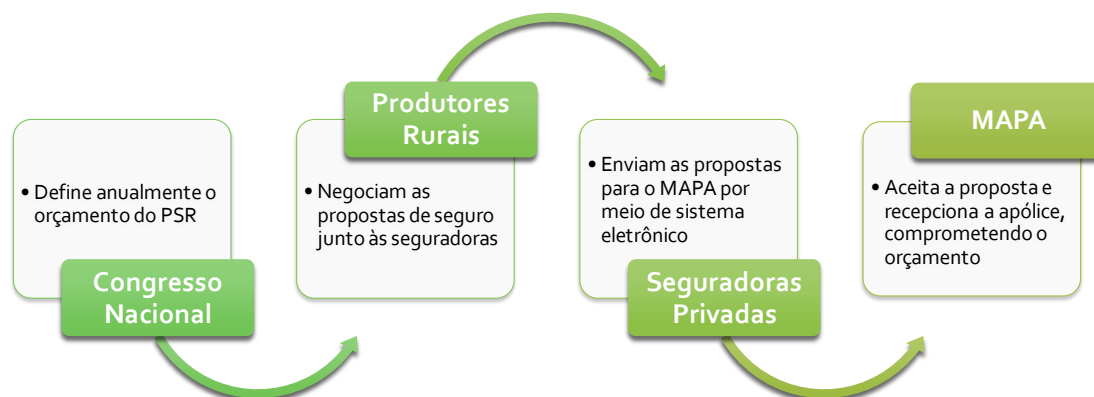 • Define anualmente o
orçamento do PSR
Congresso
Nacional
Produtores
Rurais
• Negociam as
propostas de seguro
junto às seguradoras
• Enviam as propostas
para o MAPA por
meio de sistema
eletrônico
Seguradoras
Privadas
MAPA
• Aceita a proposta e
recepciona a apólice,
comprometendo o
orçamento